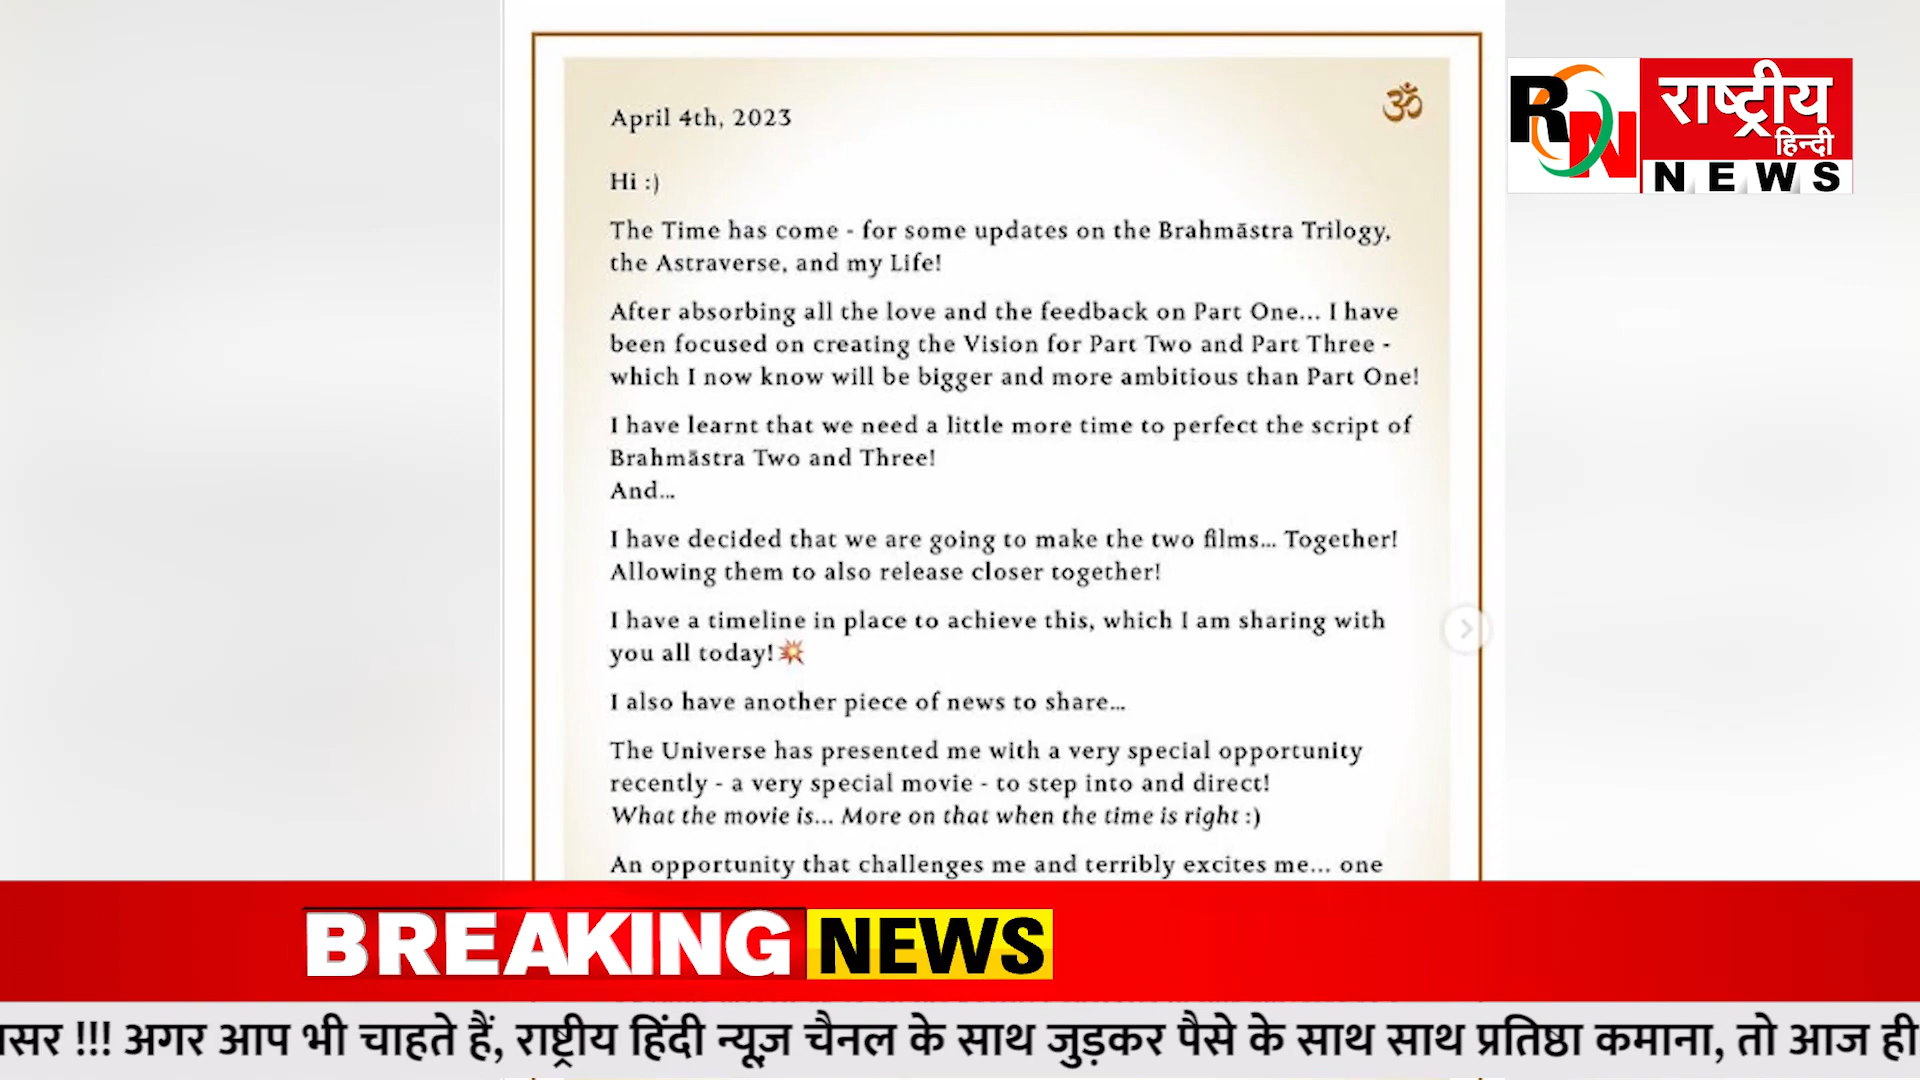 ॐ
April 4th, 2023
Hi :)
The Time has come - for some updates on the Brahmāstra Trilogy,
the Astraverse, and my Life!
After absorbing all the love and the feedback on Part One... I have
been focused on creating the Vision for Part Two and Part Three -
which I now know will be bigger and more ambitious than Part One!
I have learnt that we need a little more time to perfect the script of
Brahmāstra Two and Three!
And...
I have decided that we are going to make the two films... Together!
Allowing them to also release closer together!
I have a timeline in place to achieve this, which I am sharing with
you all today!💥
I also have another piece of news to share...
The Universe has presented me with a very special opportunity
recently - a very special movie - to step into and direct!
What the movie is... More on that when the time is right :)
An opportunity that challenges me and terribly excites me... one
RN
राष्ट्रीय
हिन्दी
NEWS
BREAKING NEWS
!!! अगर आप भी चाहते हैं, राष्ट्रीय हिंदी न्यूज़ चैनल के साथ जुड़कर पैसे के साथ साथ प्रतिष्ठा कमाना, तो आज ही